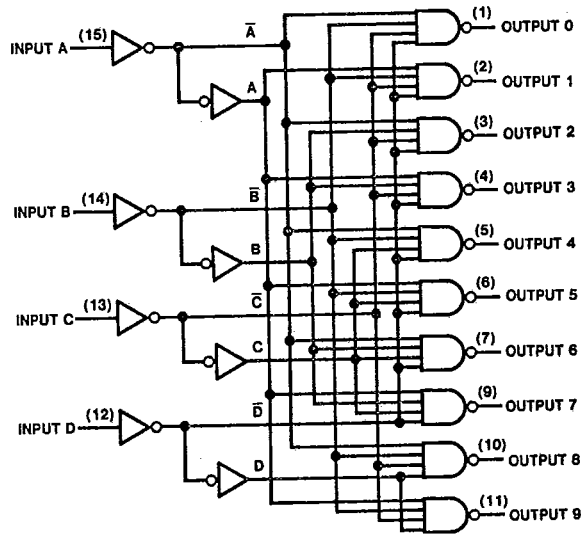 (1)
OUTPUT 0
INPUT A (15)
A̅
(2)
OUTPUT 1
A
(3)
OUTPUT 2
(4)
OUTPUT 3
INPUT B (14)
B̅
(5)
OUTPUT 4
B
(6)
OUTPUT 5
INPUT C (13)
C̅
(7)
OUTPUT 6
C
(9)
OUTPUT 7
INPUT D (12)
D̅
(10)
OUTPUT 8
D
(11)
OUTPUT 9